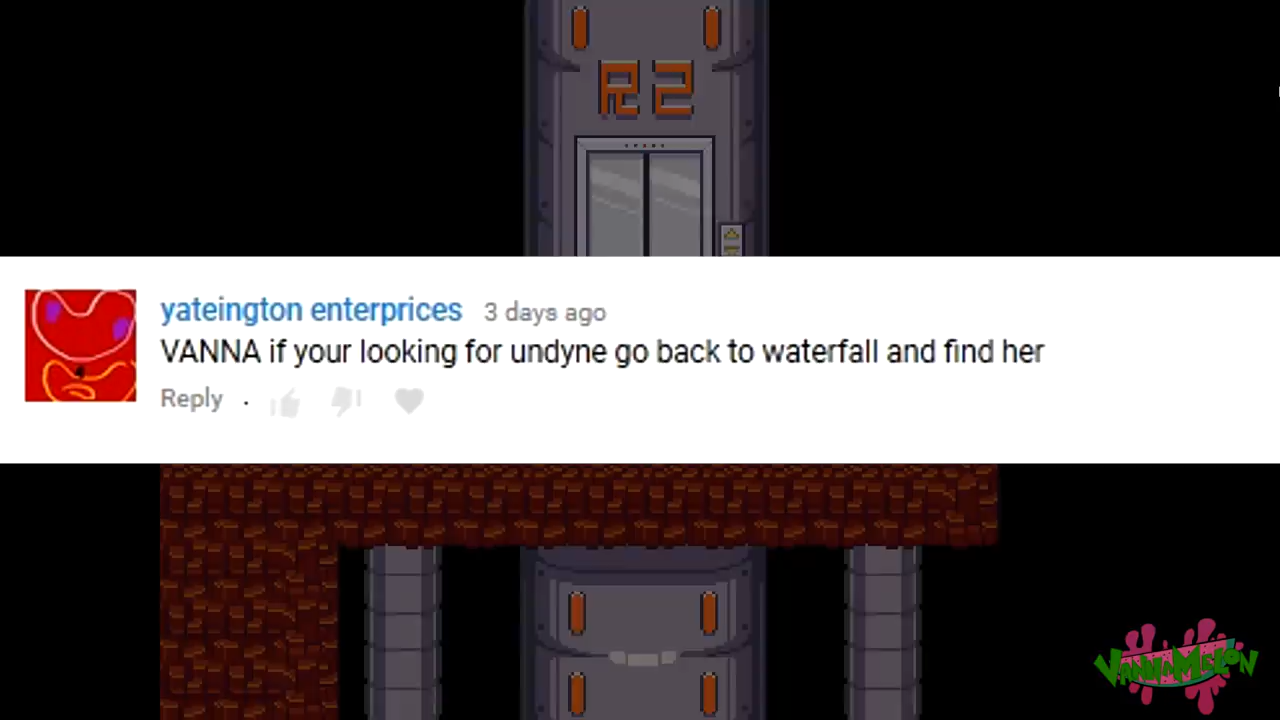 R2
yateington enterprices 3 days ago
VANNA if your looking for undyne go back to waterfall and find her
Reply .
VANNAMELON